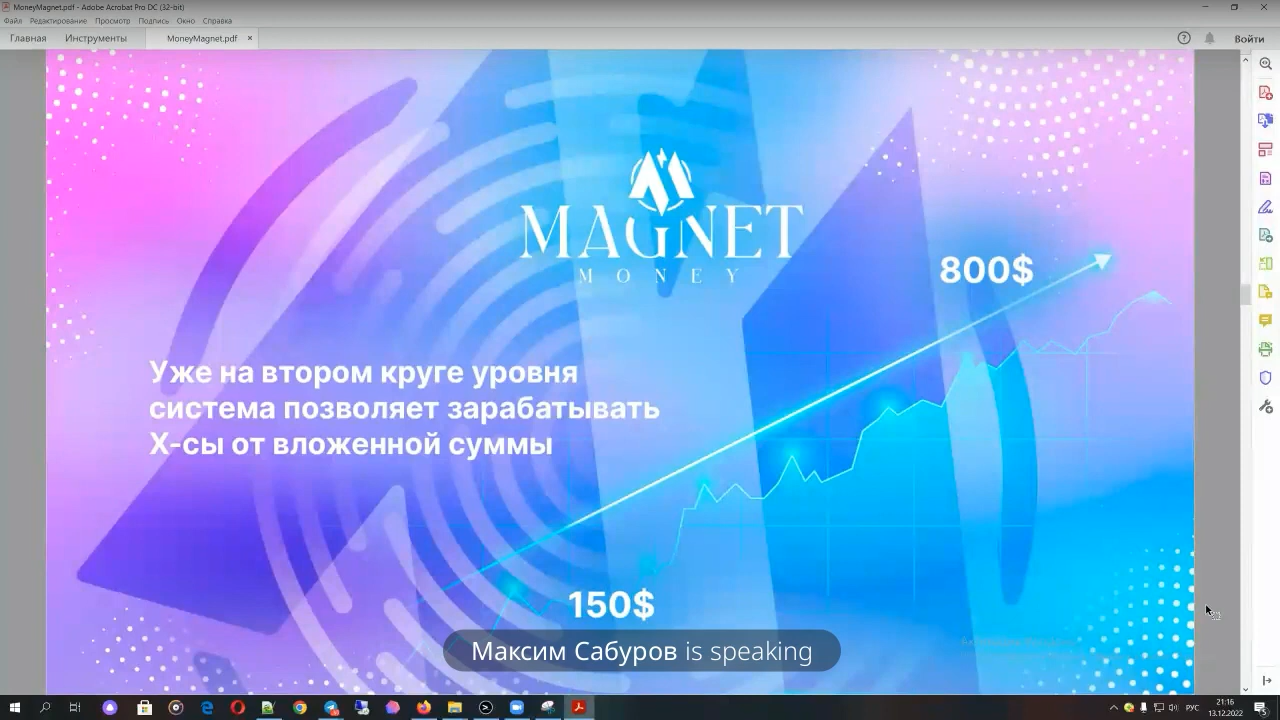 MoneyMagnet.pdf - Adobe Acrobat Pro DC (32-bit)
Файл Редактирование Просмотр Подпись Окно Справка
Главная Инструменты MoneyMagnet.pdf × Войти
MAGNET
MONEY
800$
Уже на втором круге уровня
система позволяет зарабатывать
Х-сы от вложенной суммы
150$
Максим Сабуров is speaking
21:16
РУС
13.12.2022